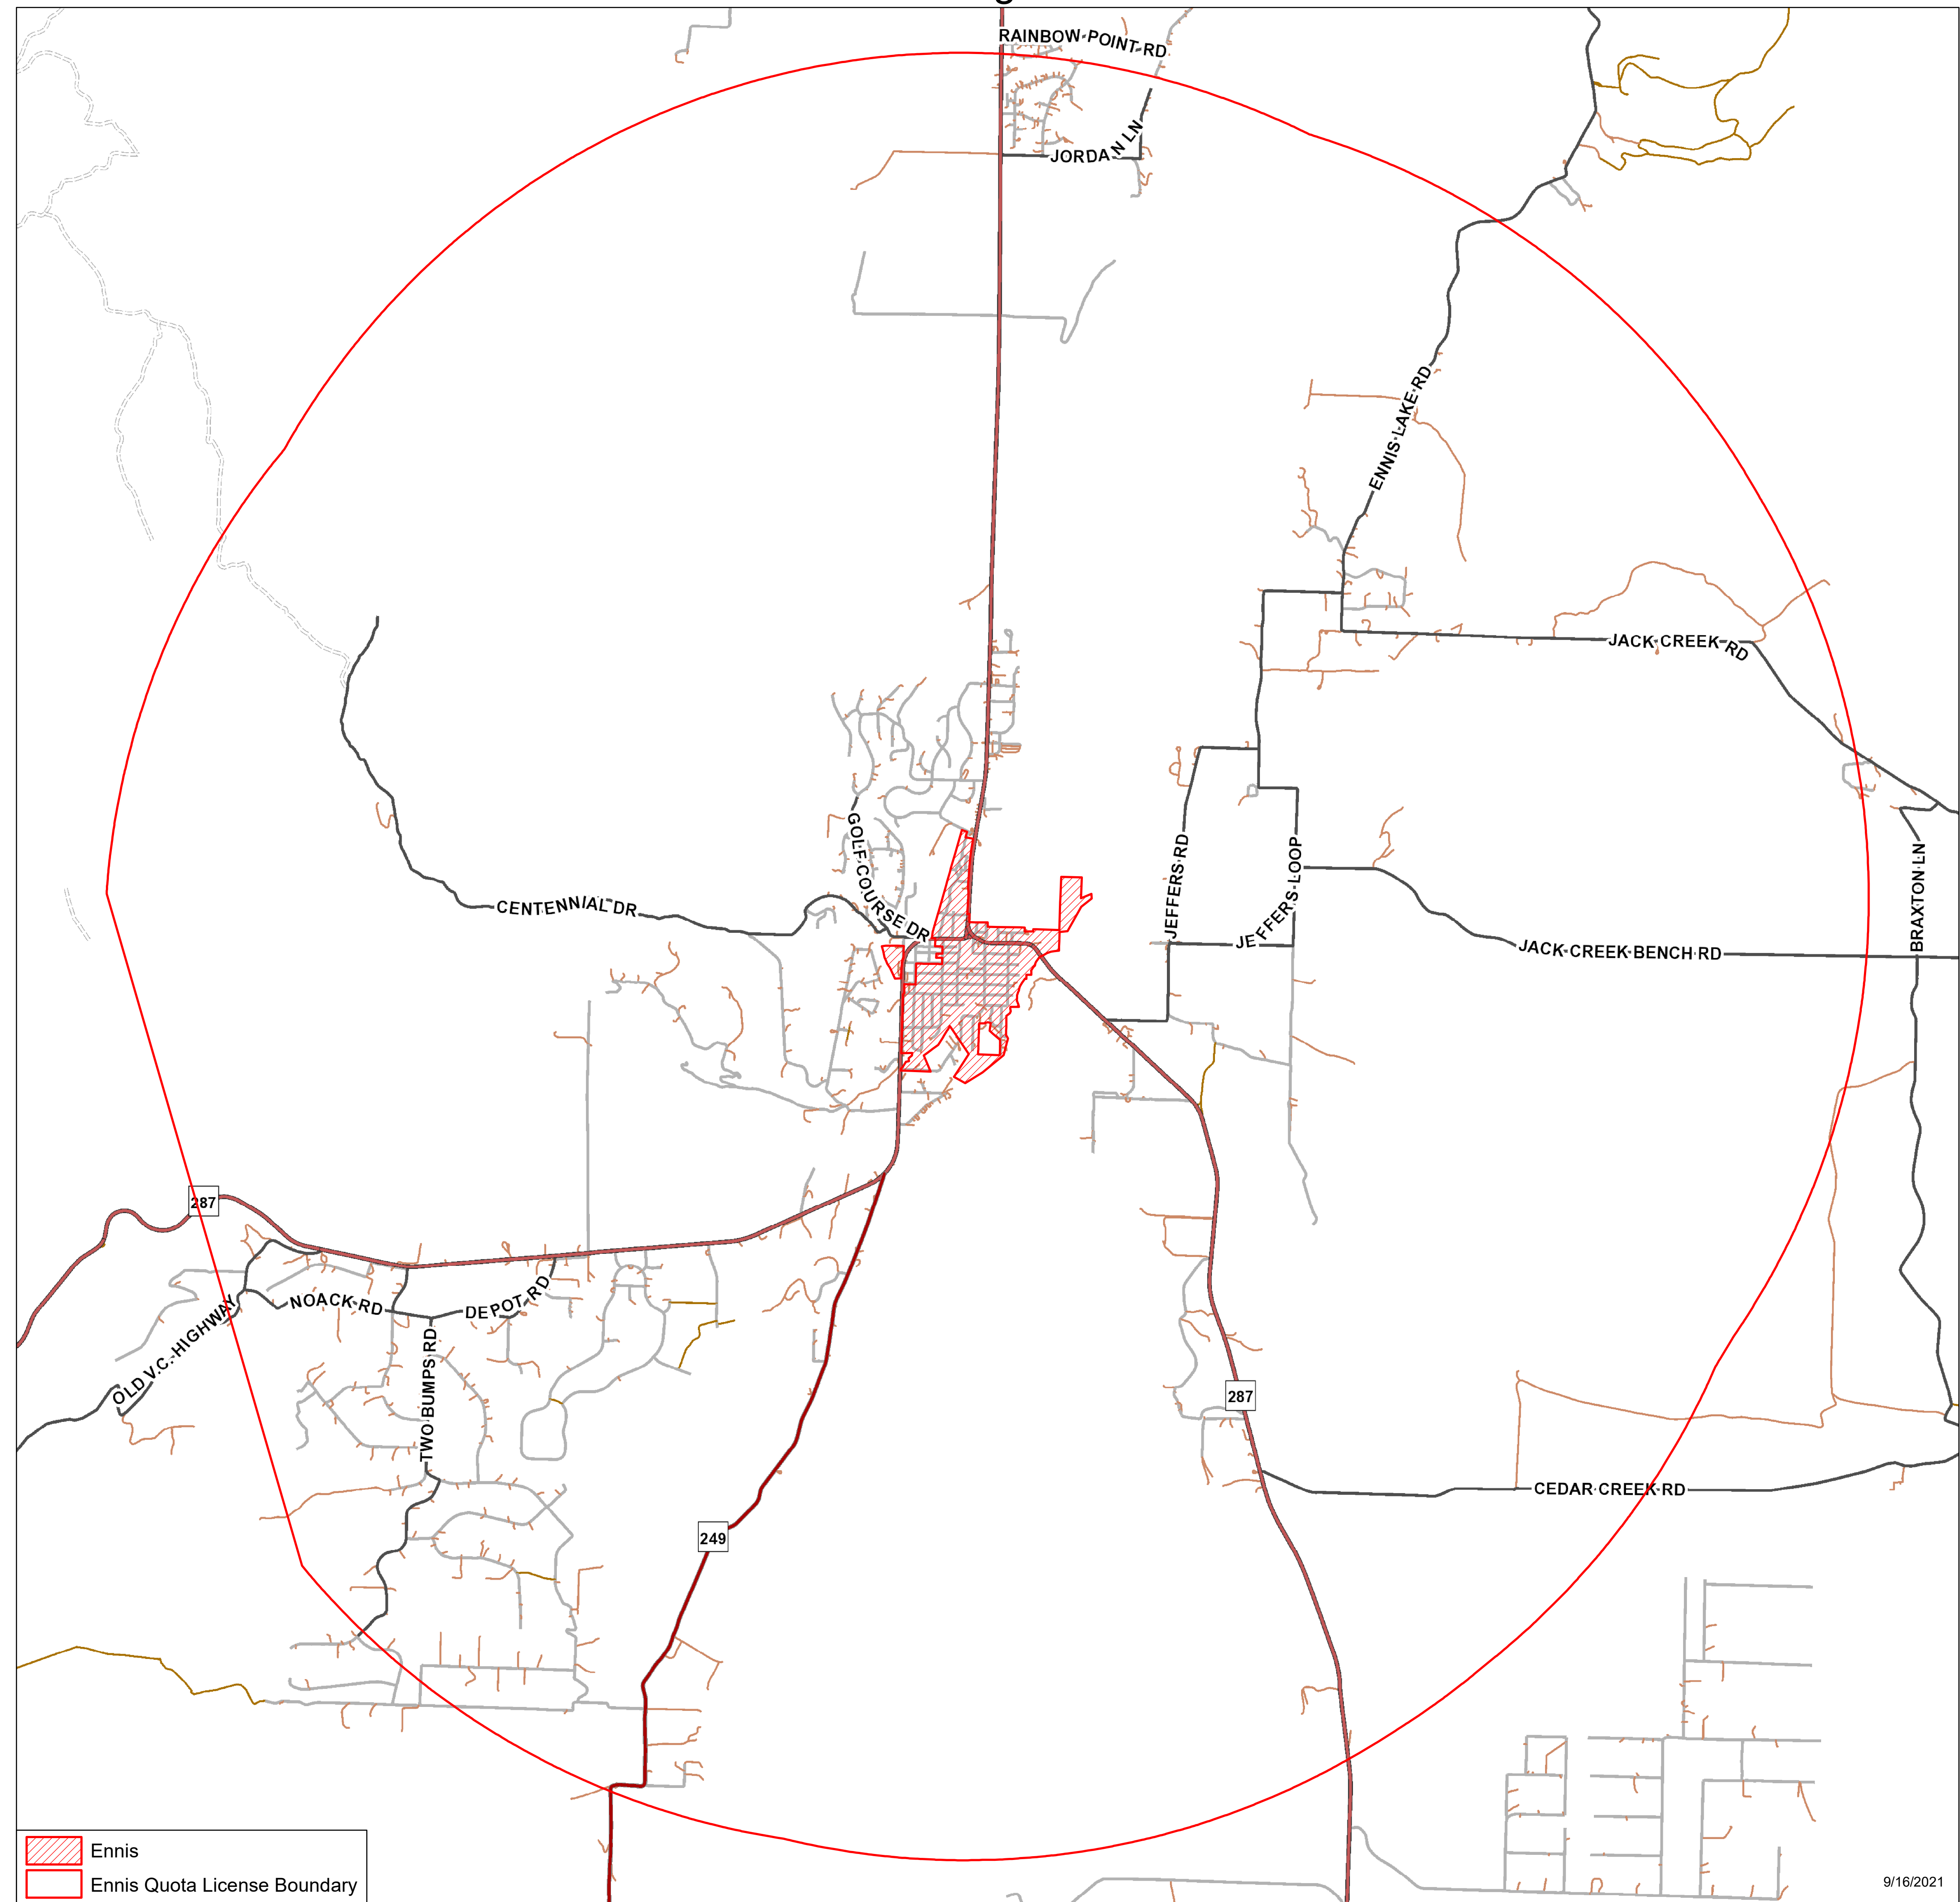 RAINBOW POINT RD
JORDAN LN
ENNIS LAKE RD
JACK CREEK RD
GOLF COURSE DR
JEFFERS RD
JEFFERS LOOP
BRAXTON LN
CENTENNIAL DR
JACK CREEK BENCH RD
287
NOACK RD
DEPOT RD
OLD V.C. HIGHWAY
TWO BUMPS RD
287
CEDAR CREEK RD
249
Ennis
Ennis Quota License Boundary
9/16/2021